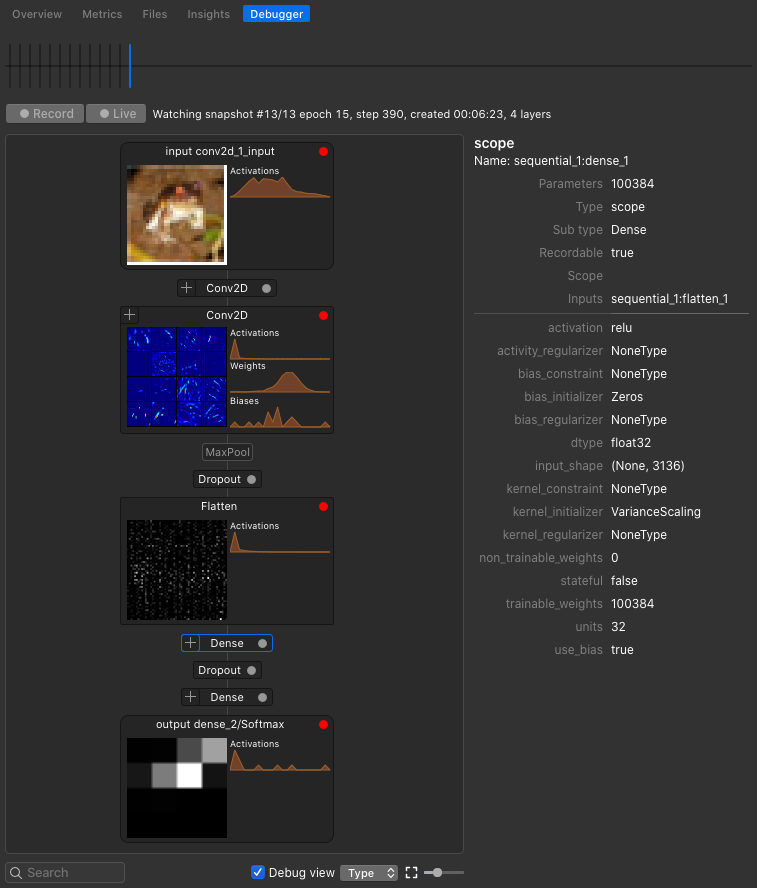 Overview Metrics Files Insights Debugger
Record Live Watching snapshot #13/13 epoch 15, step 390, created 00:06:23, 4 layers
input conv2d_1_input
Activations
Conv2D
Conv2D
Activations
Weights
Biases
MaxPool
Dropout
Flatten
Activations
Dense
Dropout
Dense
output dense_2/Softmax
Activations
Search
Debug view Type
scope
Name: sequential_1:dense_1
Parameters 100384
Type scope
Sub type Dense
Recordable true
Scope
Inputs sequential_1:flatten_1
activation relu
activity_regularizer NoneType
bias_constraint NoneType
bias_initializer Zeros
bias_regularizer NoneType
dtype float32
input_shape (None, 3136)
kernel_constraint NoneType
kernel_initializer VarianceScaling
kernel_regularizer NoneType
non_trainable_weights 0
stateful false
trainable_weights 100384
units 32
use_bias true